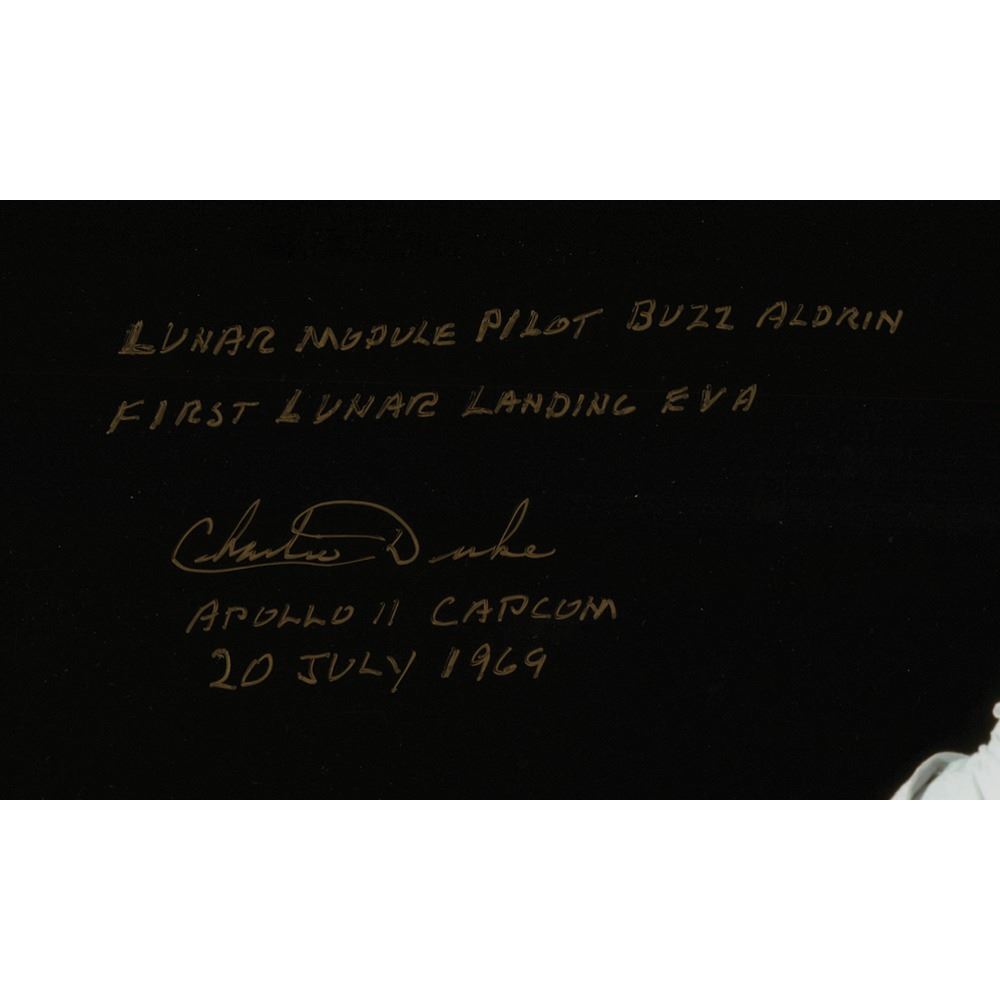 LUNAR MODULE PILOT BUZZ ALDRIN
FIRST LUNAR LANDING EVA
Charlie Duke
APOLLO 11 CAPCOM
20 JULY 1969